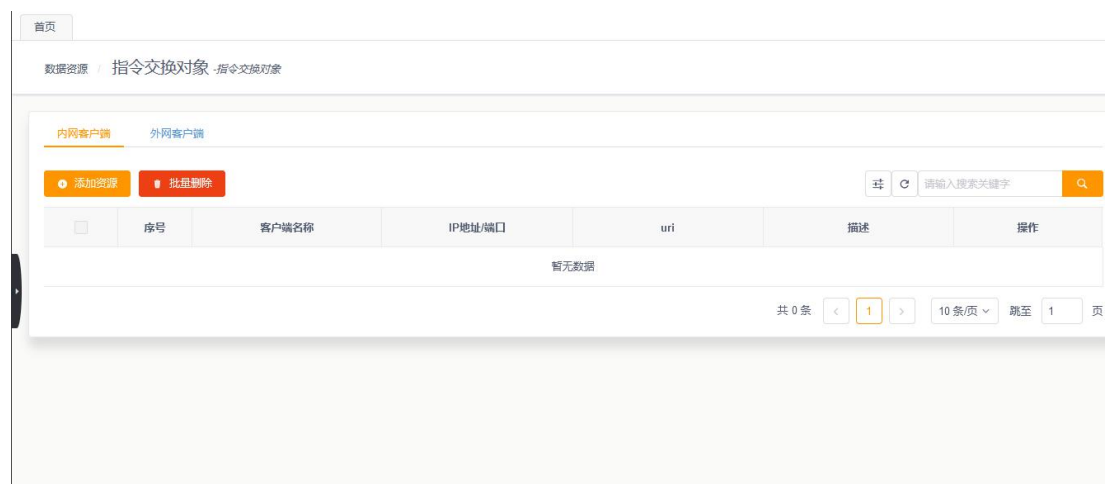 首页
数据资源 / 指令交换对象 -指令交换对象
内网客户端 外网客户端
添加资源 批量删除 请输入搜索关键字
序号 客户端名称 IP地址/端口 uri 描述 操作
暂无数据
共 0 条 < 1 > 10 条/页 跳至 1 页